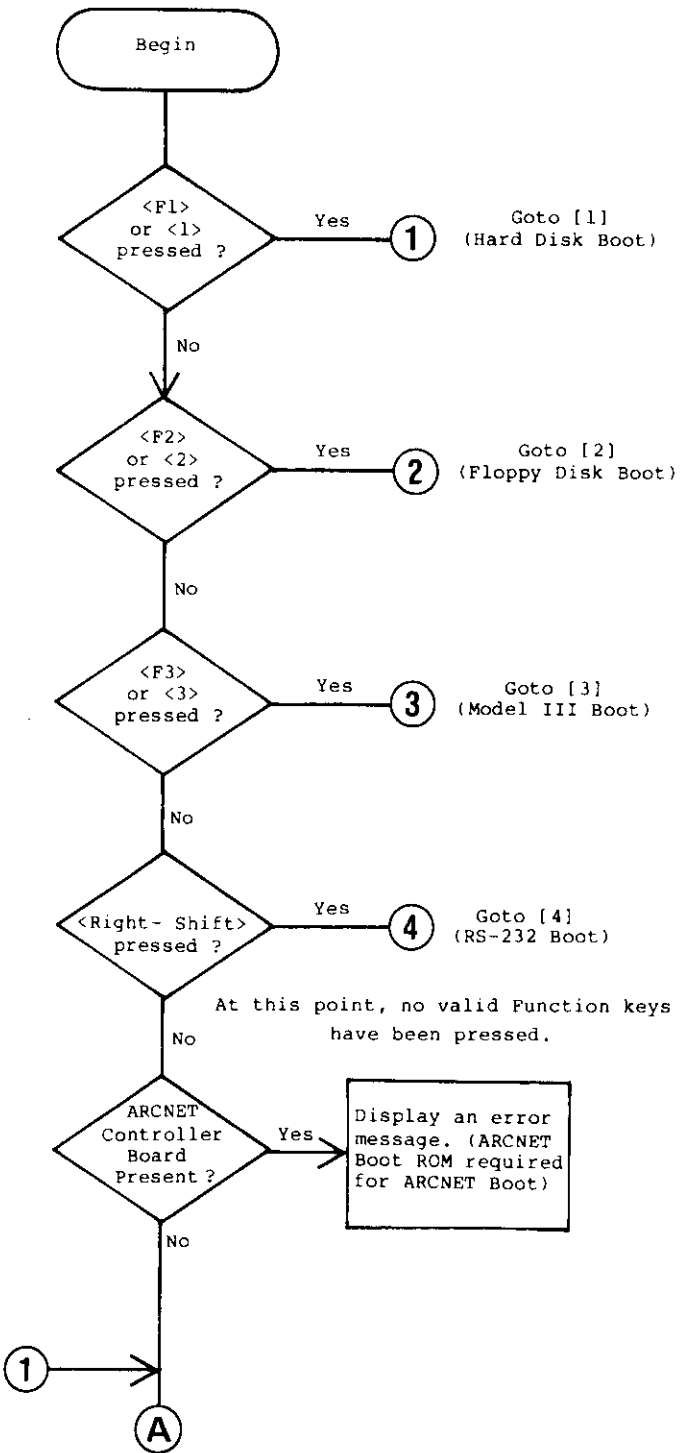 Begin
<F1>
or <1>
pressed ?
Yes
1
Goto [1]
(Hard Disk Boot)
No
<F2>
or <2>
pressed ?
Yes
2
Goto [2]
(Floppy Disk Boot)
No
<F3>
or <3>
pressed ?
Yes
3
Goto [3]
(Model III Boot)
No
<Right- Shift>
pressed ?
Yes
4
Goto [4]
(RS-232 Boot)
At this point, no valid Function keys
have been pressed.
No
ARCNET
Controller
Board
Present ?
Yes
Display an error
message. (ARCNET
Boot ROM required
for ARCNET Boot)
No
1
A